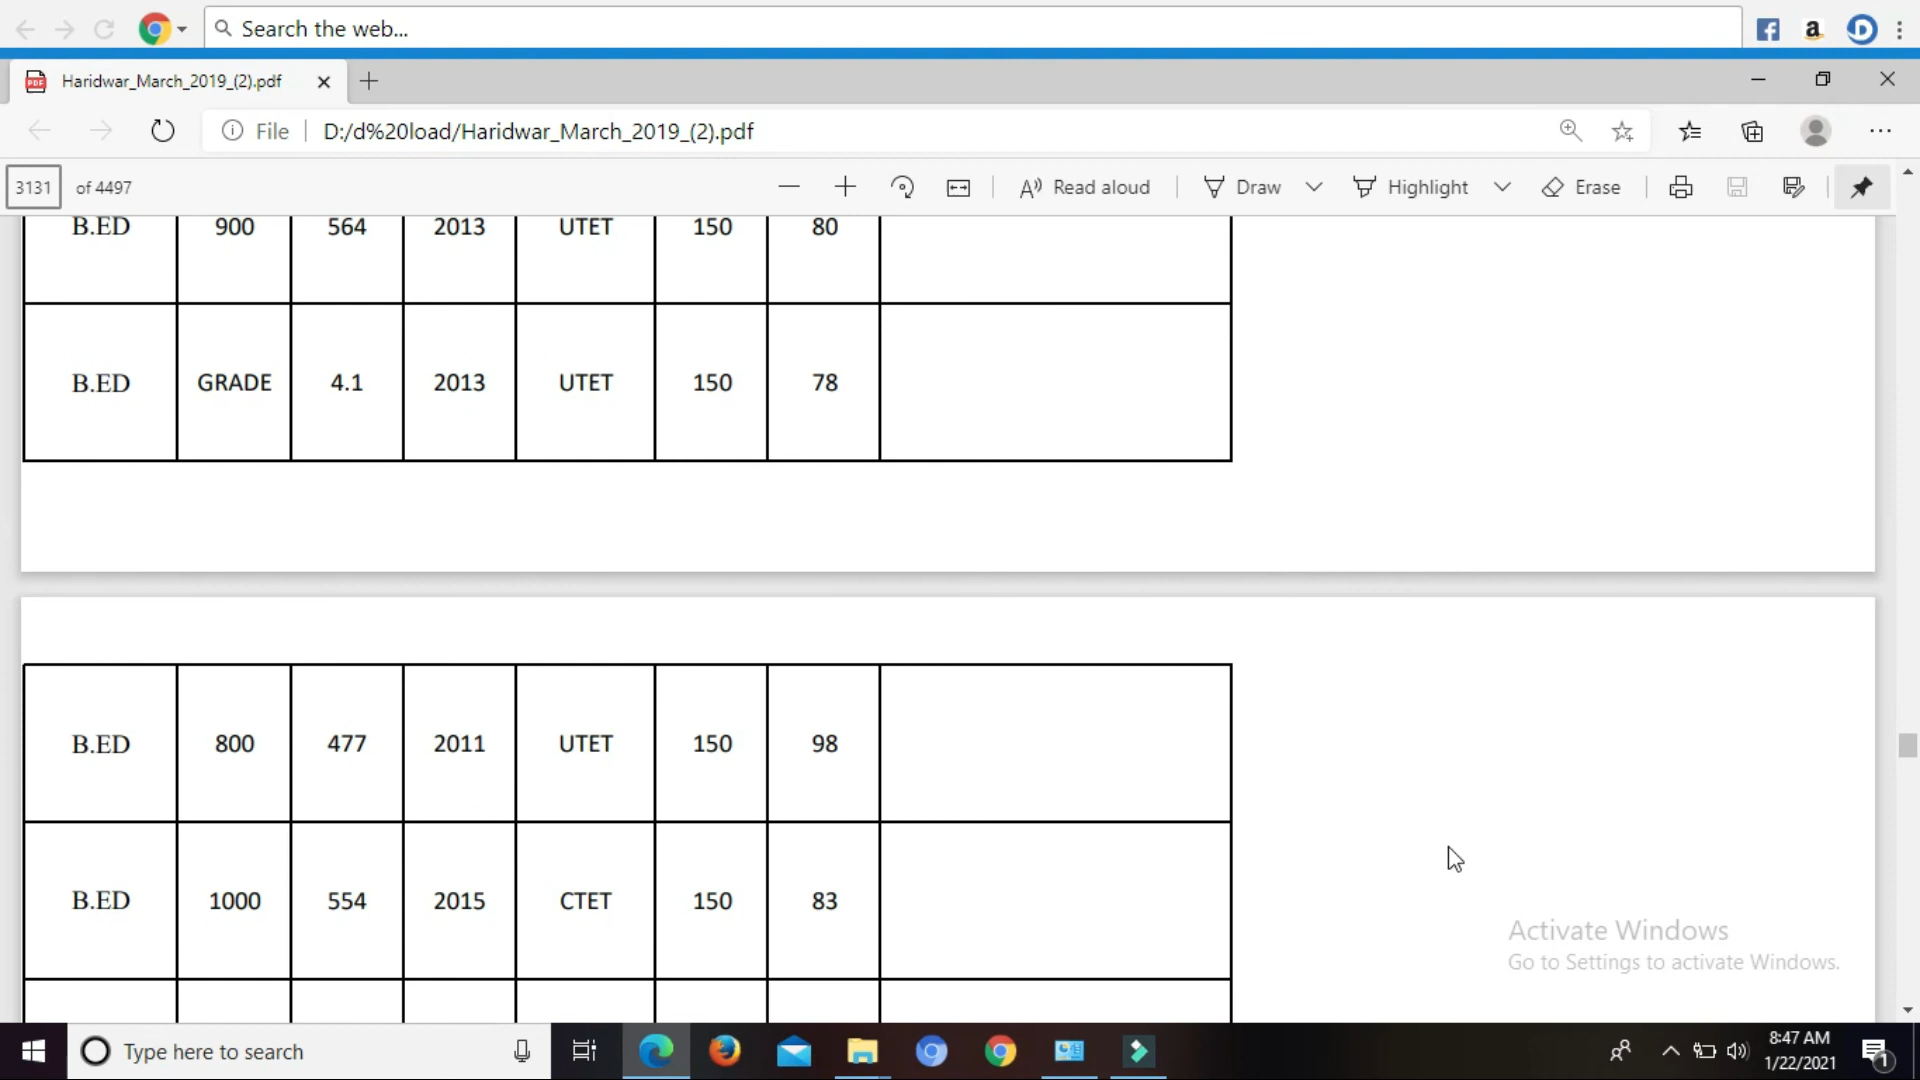 Search the web...
Haridwar_March_2019_(2).pdf
File D:/d%20load/Haridwar_March_2019_(2).pdf
3131 of 4497 Read aloud Draw Highlight Erase
B.ED 900 564 2013 UTET 150 80
B.ED GRADE 4.1 2013 UTET 150 78
B.ED 800 477 2011 UTET 150 98
B.ED 1000 554 2015 CTET 150 83
Activate Windows
Go to Settings to activate Windows.
Type here to search
8:47 AM
1/22/2021
1